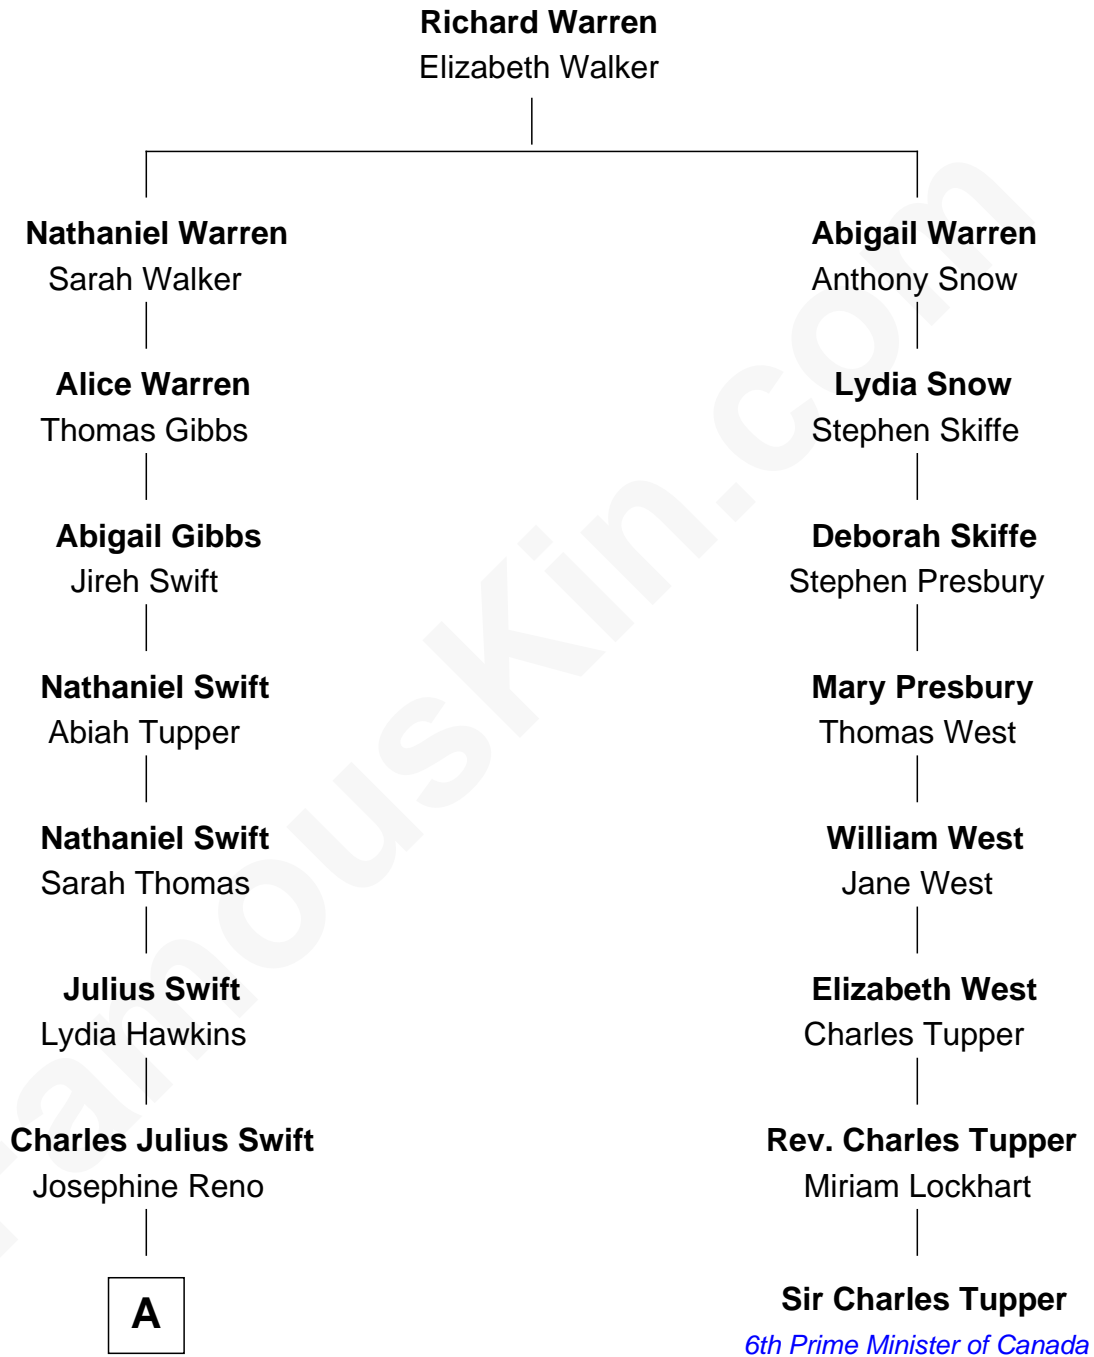 Richard Warren
Elizabeth Walker
Nathaniel Warren
Sarah Walker
Abigail Warren
Anthony Snow
Alice Warren
Thomas Gibbs
Lydia Snow
Stephen Skiffe
Abigail Gibbs
Jireh Swift
Deborah Skiffe
Stephen Presbury
Nathaniel Swift
Abiah Tupper
Mary Presbury
Thomas West
Nathaniel Swift
Sarah Thomas
William West
Jane West
Julius Swift
Lydia Hawkins
Elizabeth West
Charles Tupper
Charles Julius Swift
Josephine Reno
Rev. Charles Tupper
Miriam Lockhart
A
Sir Charles Tupper
6th Prime Minister of Canada
FamousKin.com